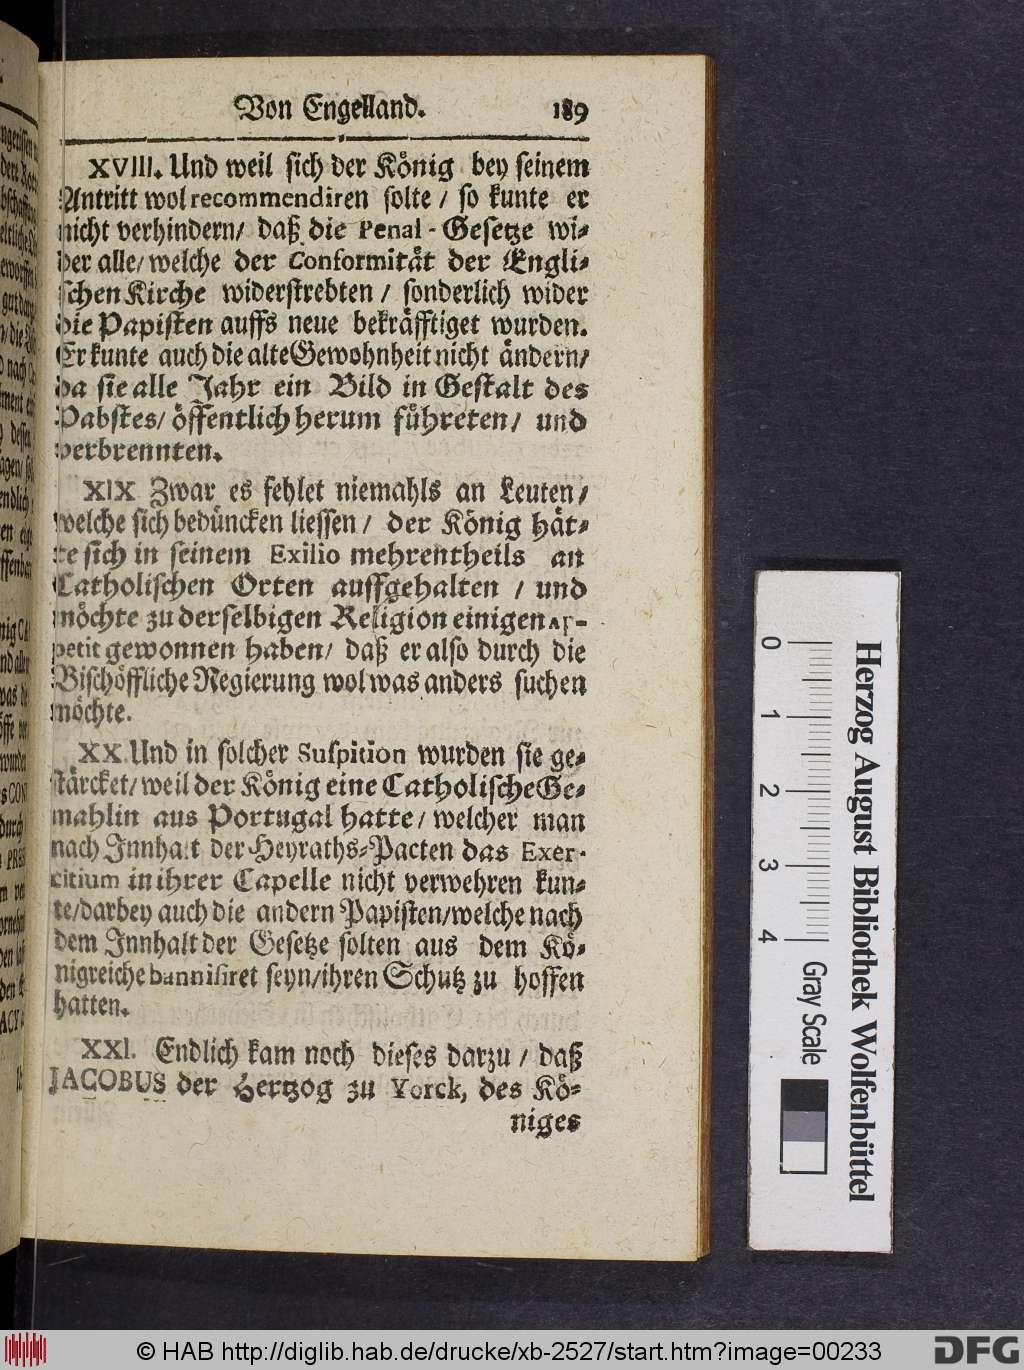 Von Engelland. 189
XVIII. Und weil sich der König bey seinem
Antritt wol recommendiren solte / so kunte er
nicht verhindern / daß die Penal-Gesetze wi-
der alle / welche der Conformität der Engli-
schen Kirche widerstrebten / sonderlich wider
die Papisten auffs neue bekräfftiget wurden.
Er kunte auch die alte Gewohnheit nicht ändern /
da sie alle Jahr ein Bild in Gestalt des
Pabstes / öffentlich herum führeten / und
verbrennten.
XIX Zwar es fehlet niemahls an Leuten /
welche sich bedüncken liessen / der König hät-
te sich in seinem Exilio mehrentheils an
Catholischen Orten auffgehalten / und
möchte zu derselbigen Religion einigen Ap-
petit gewonnen haben / daß er also durch die
Bischöffliche Regierung wol was anders suchen
möchte.
XX. Und in solcher Suspition wurden sie ge-
stärcket / weil der König eine Catholische Ge-
mahlin aus Portugal hatte / welcher man
nach Innhalt der Heyraths-Pacten das Exer-
citium in ihrer Capelle nicht verwehren kun-
te / darbey auch die andern Papisten / welche nach
dem Innhalt der Gesetze solten aus dem Kö-
nigreiche bannisiret seyn / ihren Schutz zu hoffen
hatten.
XXI. Endlich kam noch dieses darzu / daß
JACOBUS der Hertzog zu Yorck, des Kö-
niges
0 1 2 3 4
Gray Scale
Herzog August Bibliothek Wolfenbüttel
© HAB http://diglib.hab.de/drucke/xb-2527/start.htm?image=00233
DFG